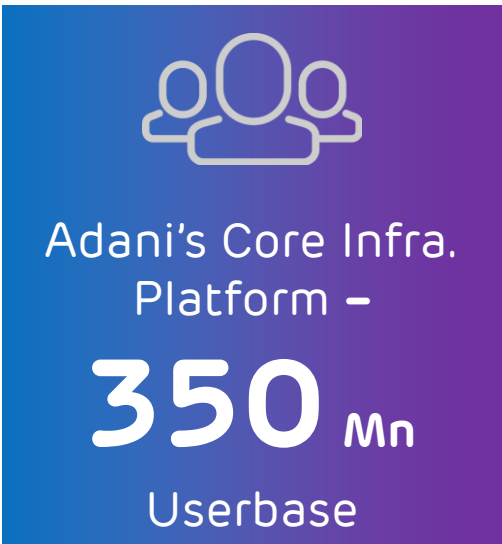 Adani's Core Infra.
Platform –
350 Mn
Userbase